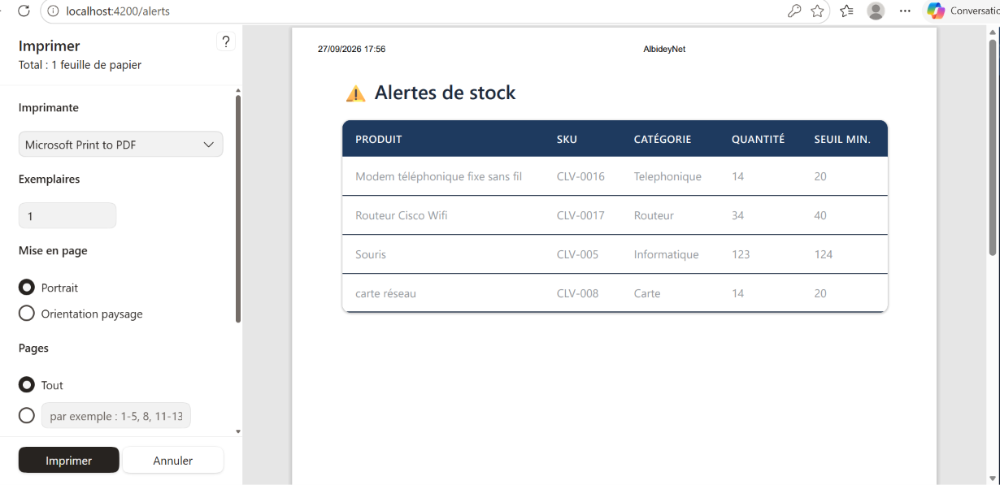 localhost:4200/alerts
Conversatio
Imprimer
?
Total : 1 feuille de papier
Imprimante
Microsoft Print to PDF
Exemplaires
1
Mise en page
Portrait
Orientation paysage
Pages
Tout
par exemple : 1-5, 8, 11-13
Imprimer Annuler
27/09/2026 17:56 AlbideyNet
Alertes de stock
PRODUIT SKU CATÉGORIE QUANTITÉ SEUIL MIN.
Modem téléphonique fixe sans fil CLV-0016 Telephonique 14 20
Routeur Cisco Wifi CLV-0017 Routeur 34 40
Souris CLV-005 Informatique 123 124
carte réseau CLV-008 Carte 14 20